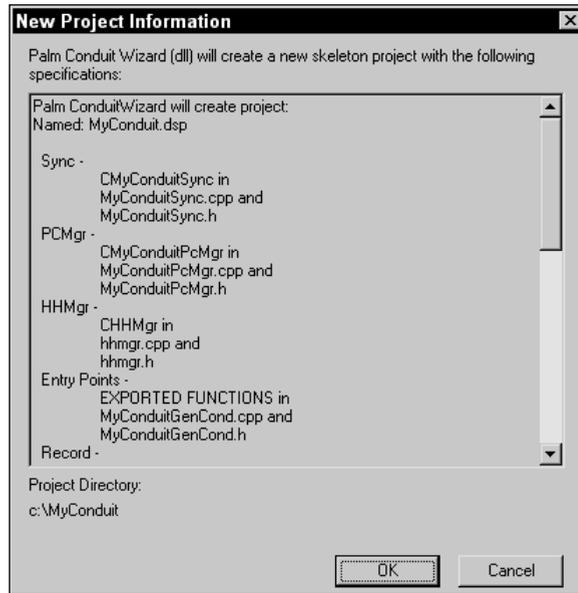 New Project Information
Palm Conduit Wizard (dll) will create a new skeleton project with the following
specifications:
Palm ConduitWizard will create project:
Named: MyConduit.dsp
Sync -
CMyConduitSync in
MyConduitSync.cpp and
MyConduitSync.h
PCMgr -
CMyConduitPcMgr in
MyConduitPcMgr.cpp and
MyConduitPcMgr.h
HHMgr -
CHHMgr in
hhmgr.cpp and
hhmgr.h
Entry Points -
EXPORTED FUNCTIONS in
MyConduitGenCond.cpp and
MyConduitGenCond.h
Record -
Project Directory:
c:\MyConduit
OK
Cancel